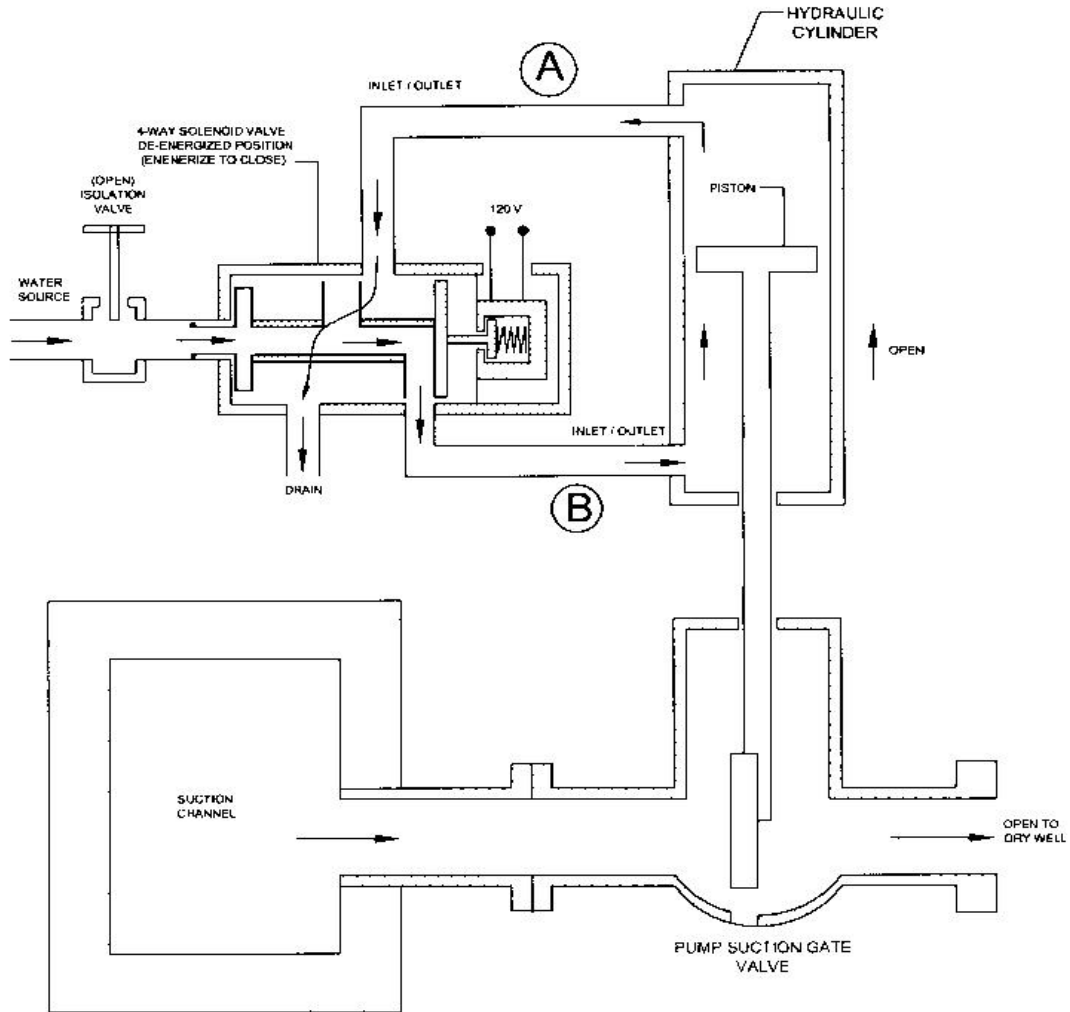 HYDRAULIC
CYLINDER
A
INLET / OUTLET
4-WAY SOLENOID VALVE
DE-ENERGIZED POSITION
(ENENERIZE TO CLOSE)
(OPEN)
ISOLATION
VALVE
PISTON
120 V
WATER
SOURCE
OPEN
INLET / OUTLET
DRAIN
B
SUCTION
CHANNEL
OPEN TO
DRY WELL
PUMP SUCTION GATE
VALVE